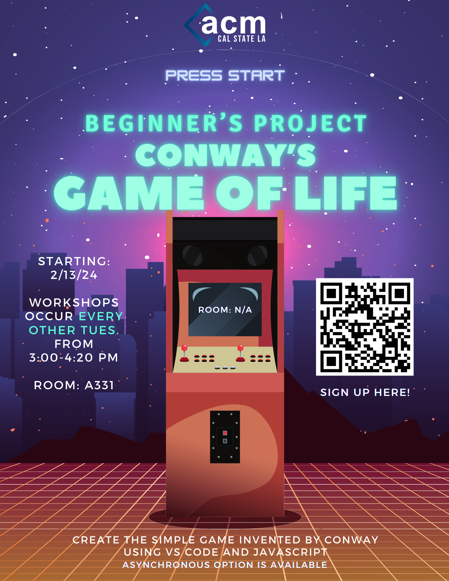 acm
CAL STATE LA
PRESS START
BEGINNER'S PROJECT
CONWAY'S
GAME OF LIFE
STARTING:
2/13/24
WORKSHOPS
OCCUR EVERY
OTHER TUES.
FROM
3:00-4:20 PM
ROOM: A331
ROOM: N/A
SIGN UP HERE!
CREATE THE SIMPLE GAME INVENTED BY CONWAY
USING VS CODE AND JAVASCRIPT
ASYNCHRONOUS OPTION IS AVAILABLE